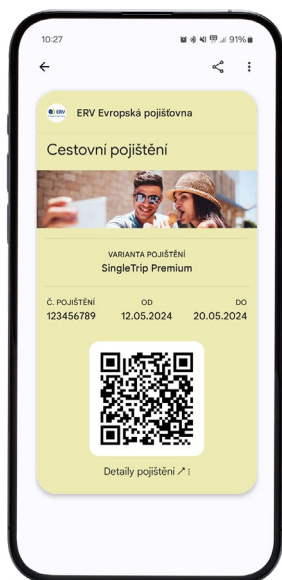 10:27
91%
ERV
ERV Evropská pojišťovna
Cestovní pojištění
VARIANTA POJIŠTĚNÍ
SingleTrip Premium
Č. POJIŠTĚNÍ OD DO
123456789 12.05.2024 20.05.2024
Detaily pojištění